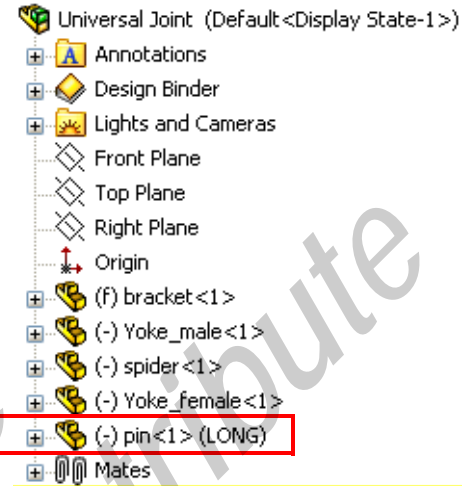 Universal Joint (Default<Display State-1>)
A Annotations
Design Binder
Lights and Cameras
Front Plane
Top Plane
Right Plane
Origin
(f) bracket<1>
(-) Yoke_male<1>
(-) spider<1>
(-) Yoke_female<1>
(-) pin<1> (LONG)
Mates